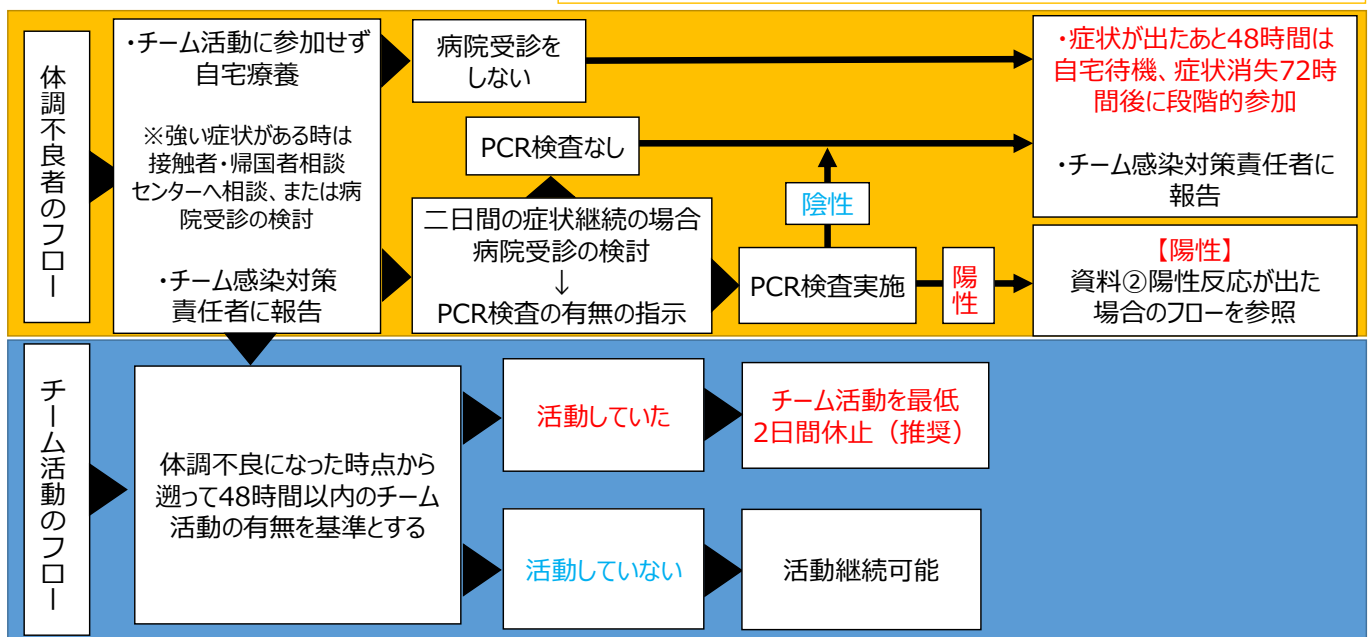 体調不良者のフロー
・チーム活動に参加せず
自宅療養
※強い症状がある時は
接触者・帰国者相談
センターへ相談、または病
院受診の検討
・チーム感染対策
責任者に報告
病院受診を
しない
PCR検査なし
二日間の症状継続の場合
病院受診の検討
↓
PCR検査の有無の指示
陰性
PCR検査実施
陽性
・症状が出たあと48時間は
自宅待機、症状消失72時
間後に段階的参加
・チーム感染対策責任者に
報告
【陽性】
資料②陽性反応が出た
場合のフローを参照
チーム活動のフロー
体調不良になった時点から
遡って48時間以内のチーム
活動の有無を基準とする
活動していた
チーム活動を最低
2日間休止（推奨）
活動していない
活動継続可能